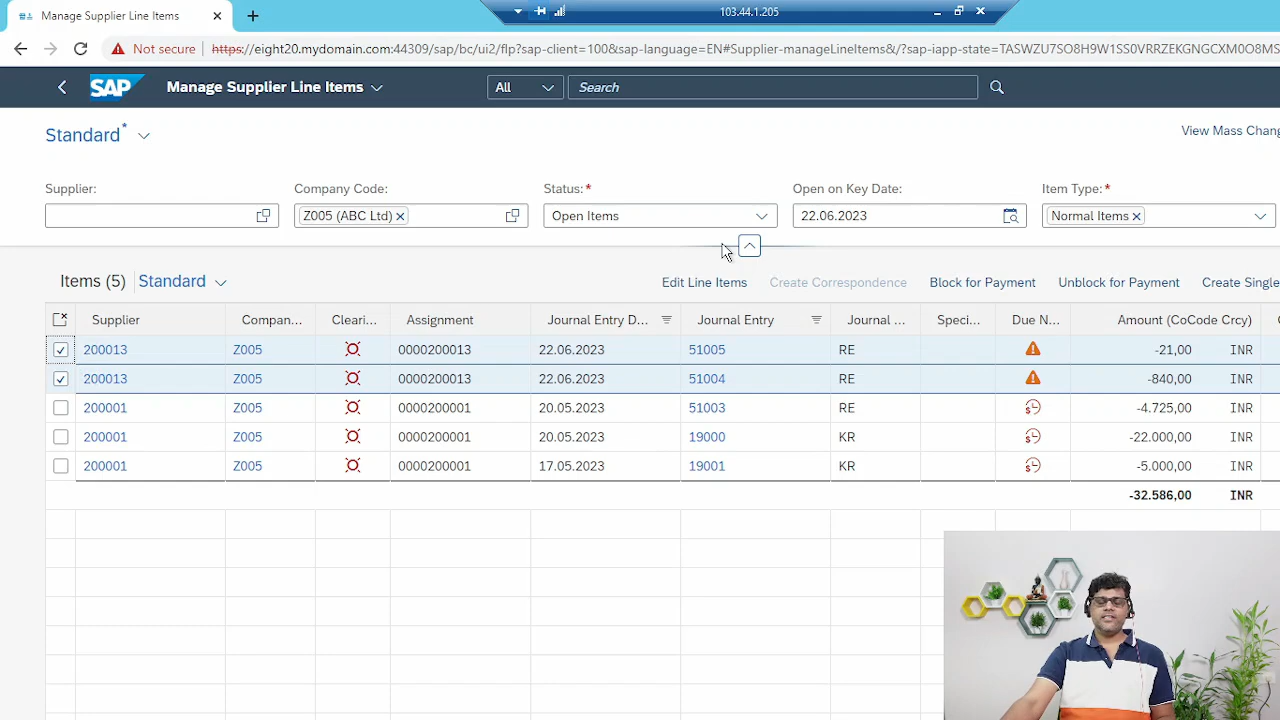 Manage Supplier Line Items
103.44.1.205
Not secure https://eight20.mydomain.com:44309/sap/bc/ui2/flp?sap-client=100&sap-language=EN#Supplier-manageLineItems&/?sap-iapp-state=
SAP Manage Supplier Line Items All Search
Standard* View Mass Chang
Supplier: Company Code: Status:* Open on Key Date: Item Type:*
Z005 (ABC Ltd) Open Items 22.06.2023 Normal Items
Items (5) Standard Edit Line Items Create Correspondence Block for Payment Unblock for Payment Create Single
Supplier Compan... Cleari... Assignment Journal Entry D... Journal Entry Journal ... Speci... Due N... Amount (CoCode Crcy)
200013 Z005 0000200013 22.06.2023 51005 RE -21,00 INR
200013 Z005 0000200013 22.06.2023 51004 RE -840,00 INR
200001 Z005 0000200001 20.05.2023 51003 RE -4.725,00 INR
200001 Z005 0000200001 20.05.2023 19000 KR -22.000,00 INR
200001 Z005 0000200001 17.05.2023 19001 KR -5.000,00 INR
-32.586,00 INR